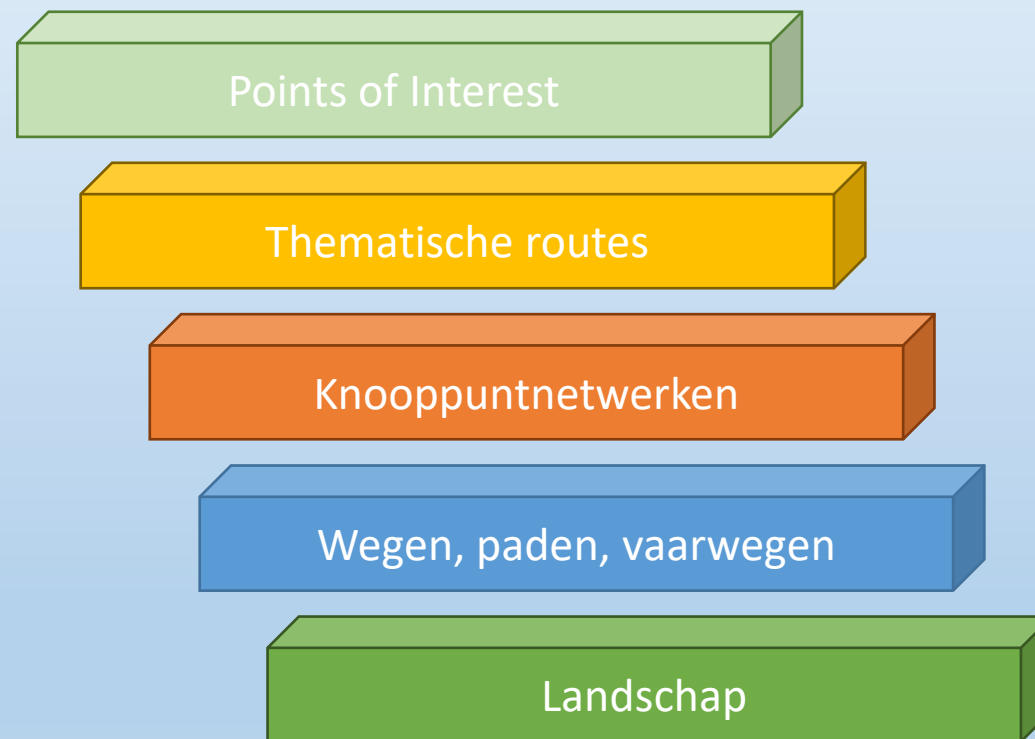 Points of Interest
Thematische routes
Knooppuntnetwerken
Wegen, paden, vaarwegen
Landschap